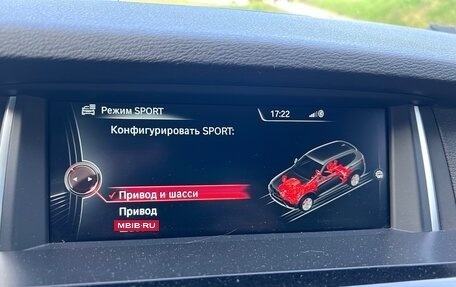 Режим SPORT
17:22
Конфигурировать SPORT:
✓ Привод и шасси
Привод
MBIB·RU